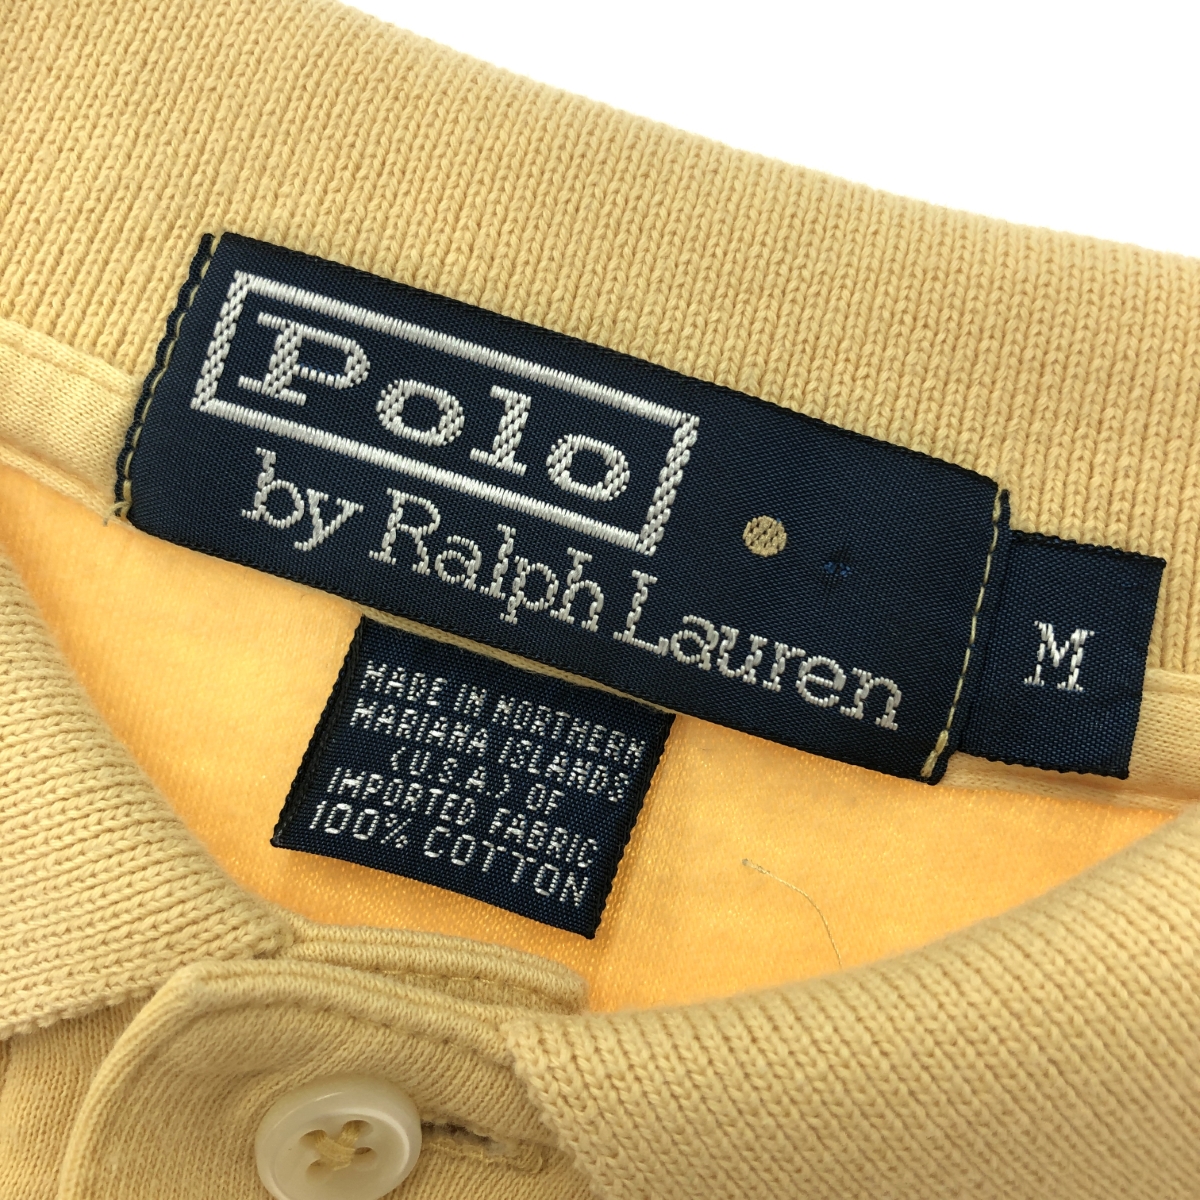 Polo
by Ralph Lauren
M
MADE IN NORTHERN
MARIANA ISLANDS
(U.S.A) OF
IMPORTED FABRIC
100% COTTON